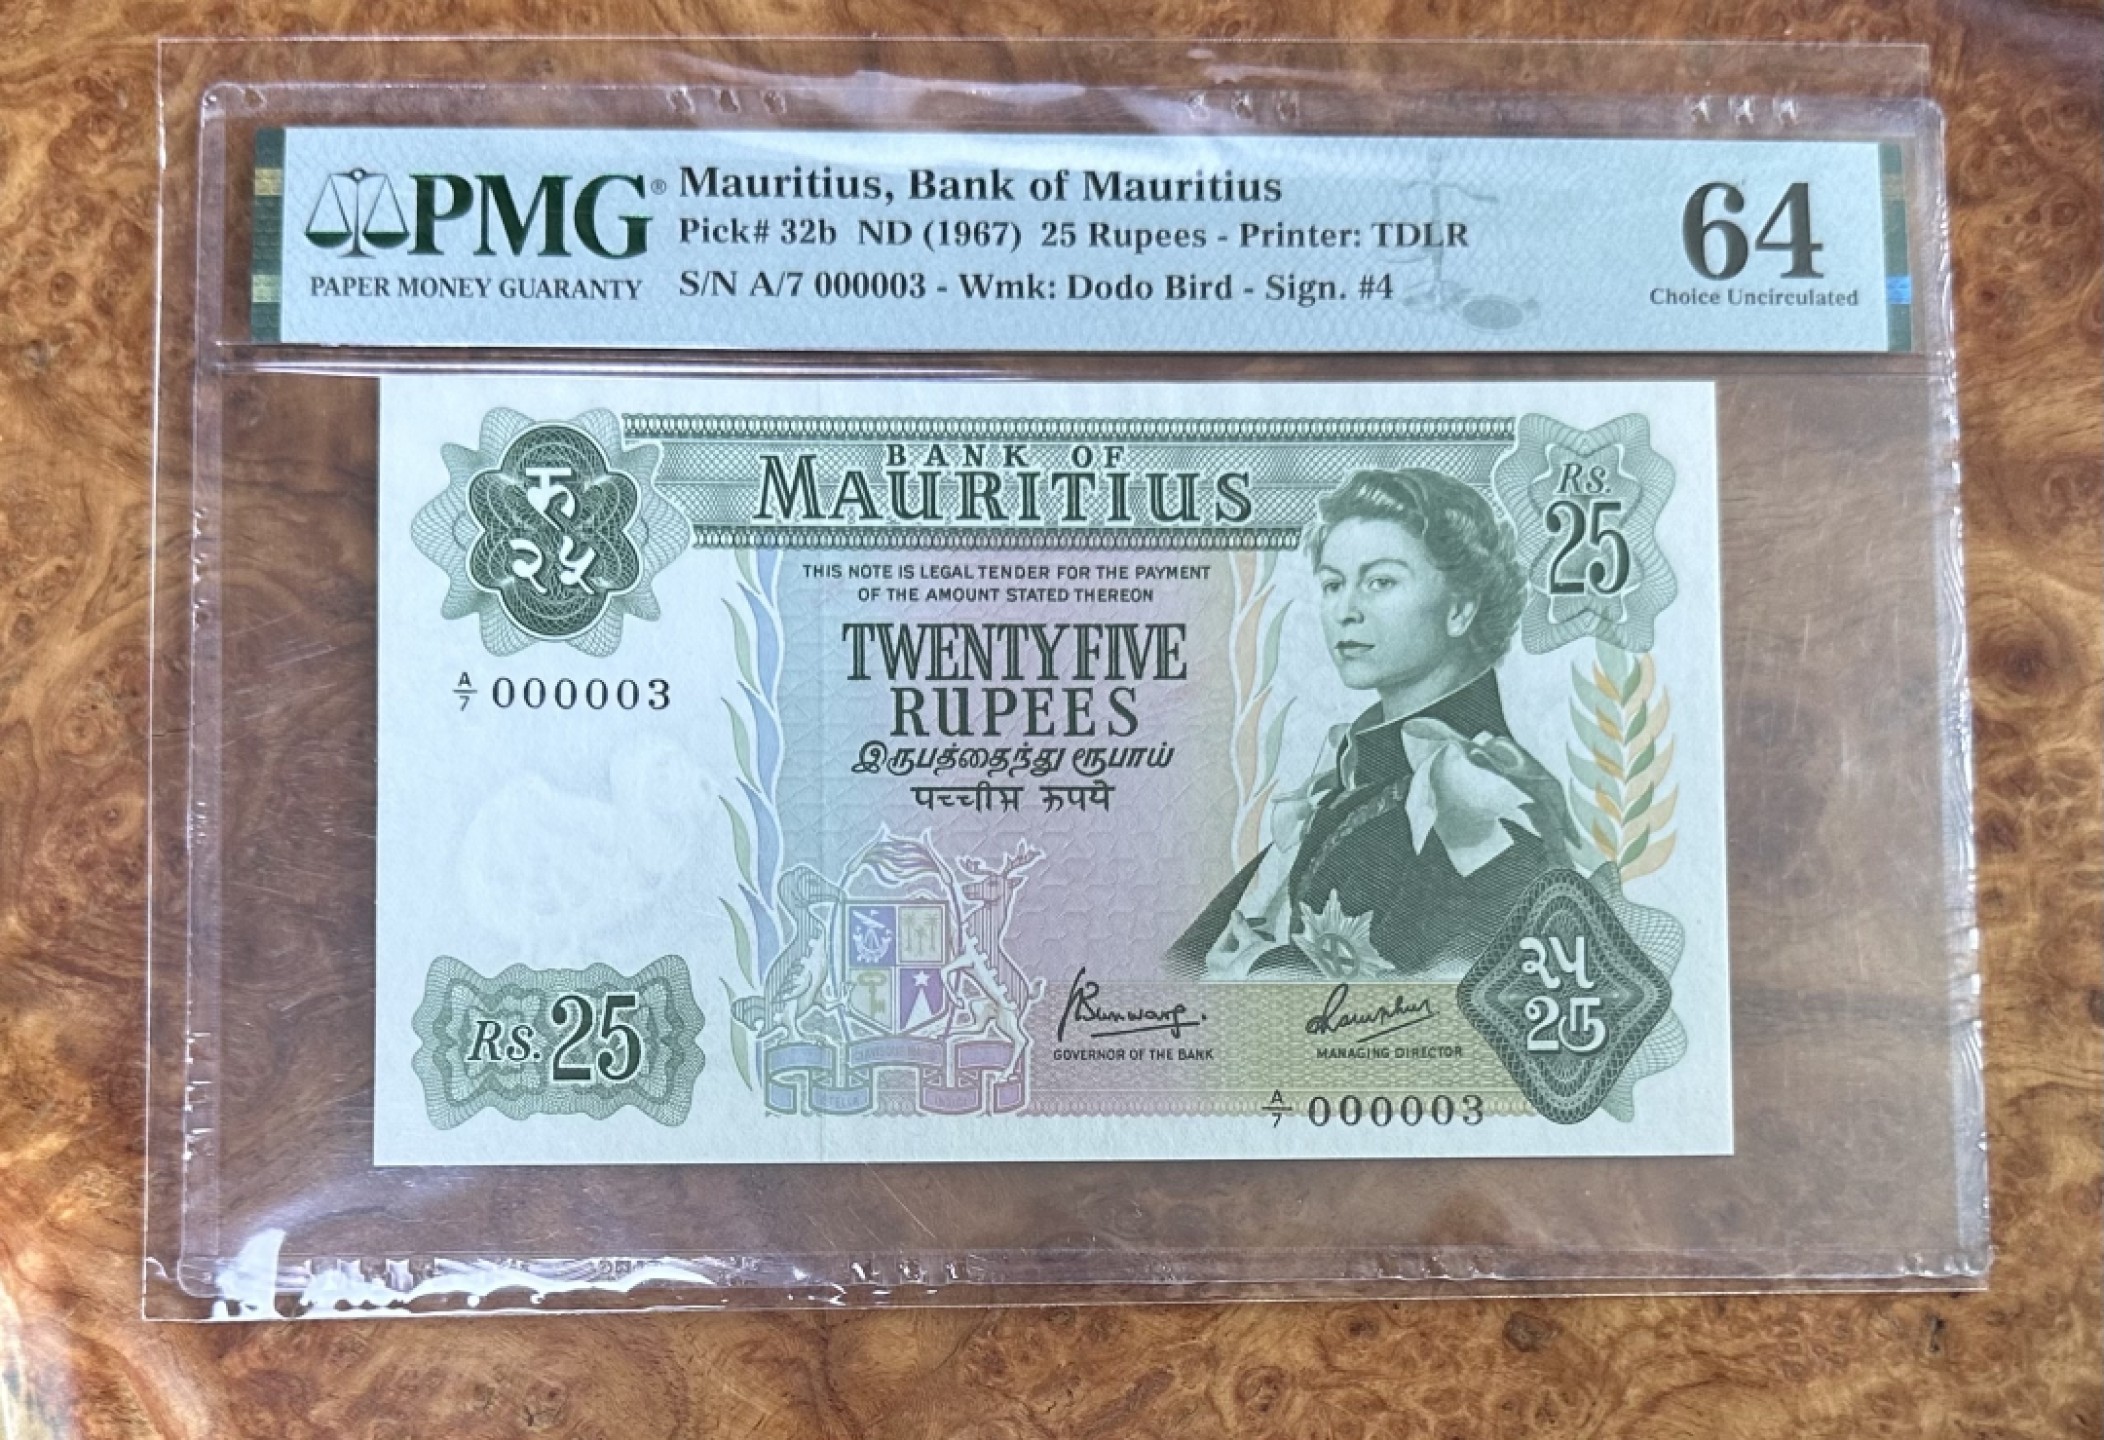 PMG®
PAPER MONEY GUARANTY
Mauritius, Bank of Mauritius
Pick# 32b ND (1967) 25 Rupees - Printer: TDLR
S/N A/7 000003 - Wmk: Dodo Bird - Sign. #4
64
Choice Uncirculated
रु
२५
BANK OF
MAURITIUS
Rs.
25
THIS NOTE IS LEGAL TENDER FOR THE PAYMENT
OF THE AMOUNT STATED THEREON
TWENTY FIVE
RUPEES
இருபத்தைந்து ரூபாய்
पच्चीस रुपये
A/7 000003
Rs. 25
GOVERNOR OF THE BANK
MANAGING DIRECTOR
૨૫
A/7 000003